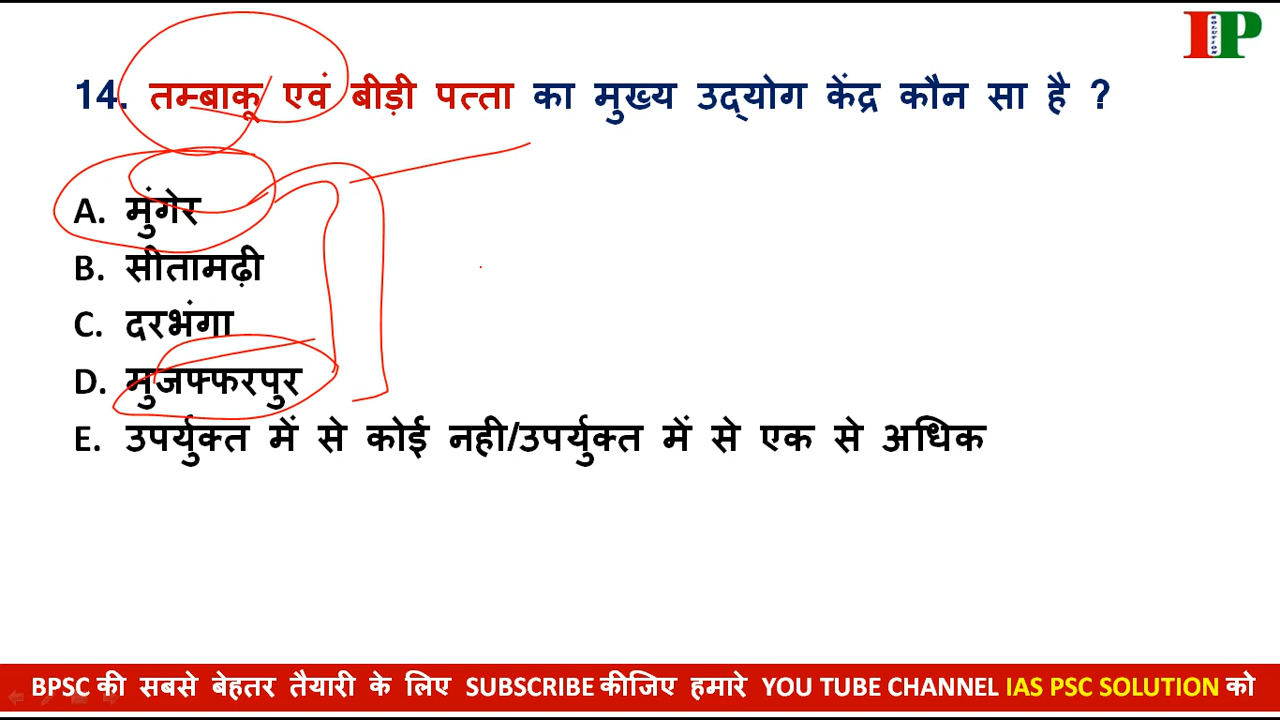 I SOLUTION P
14. तम्बाकू एवं बीड़ी पत्ता का मुख्य उद्योग केंद्र कौन सा है ?
A. मुंगेर
B. सीतामढ़ी
C. दरभंगा
D. मुजफ्फरपुर
E. उपर्युक्त में से कोई नही/उपर्युक्त में से एक से अधिक
BPSC की सबसे बेहतर तैयारी के लिए SUBSCRIBE कीजिए हमारे YOU TUBE CHANNEL IAS PSC SOLUTION को